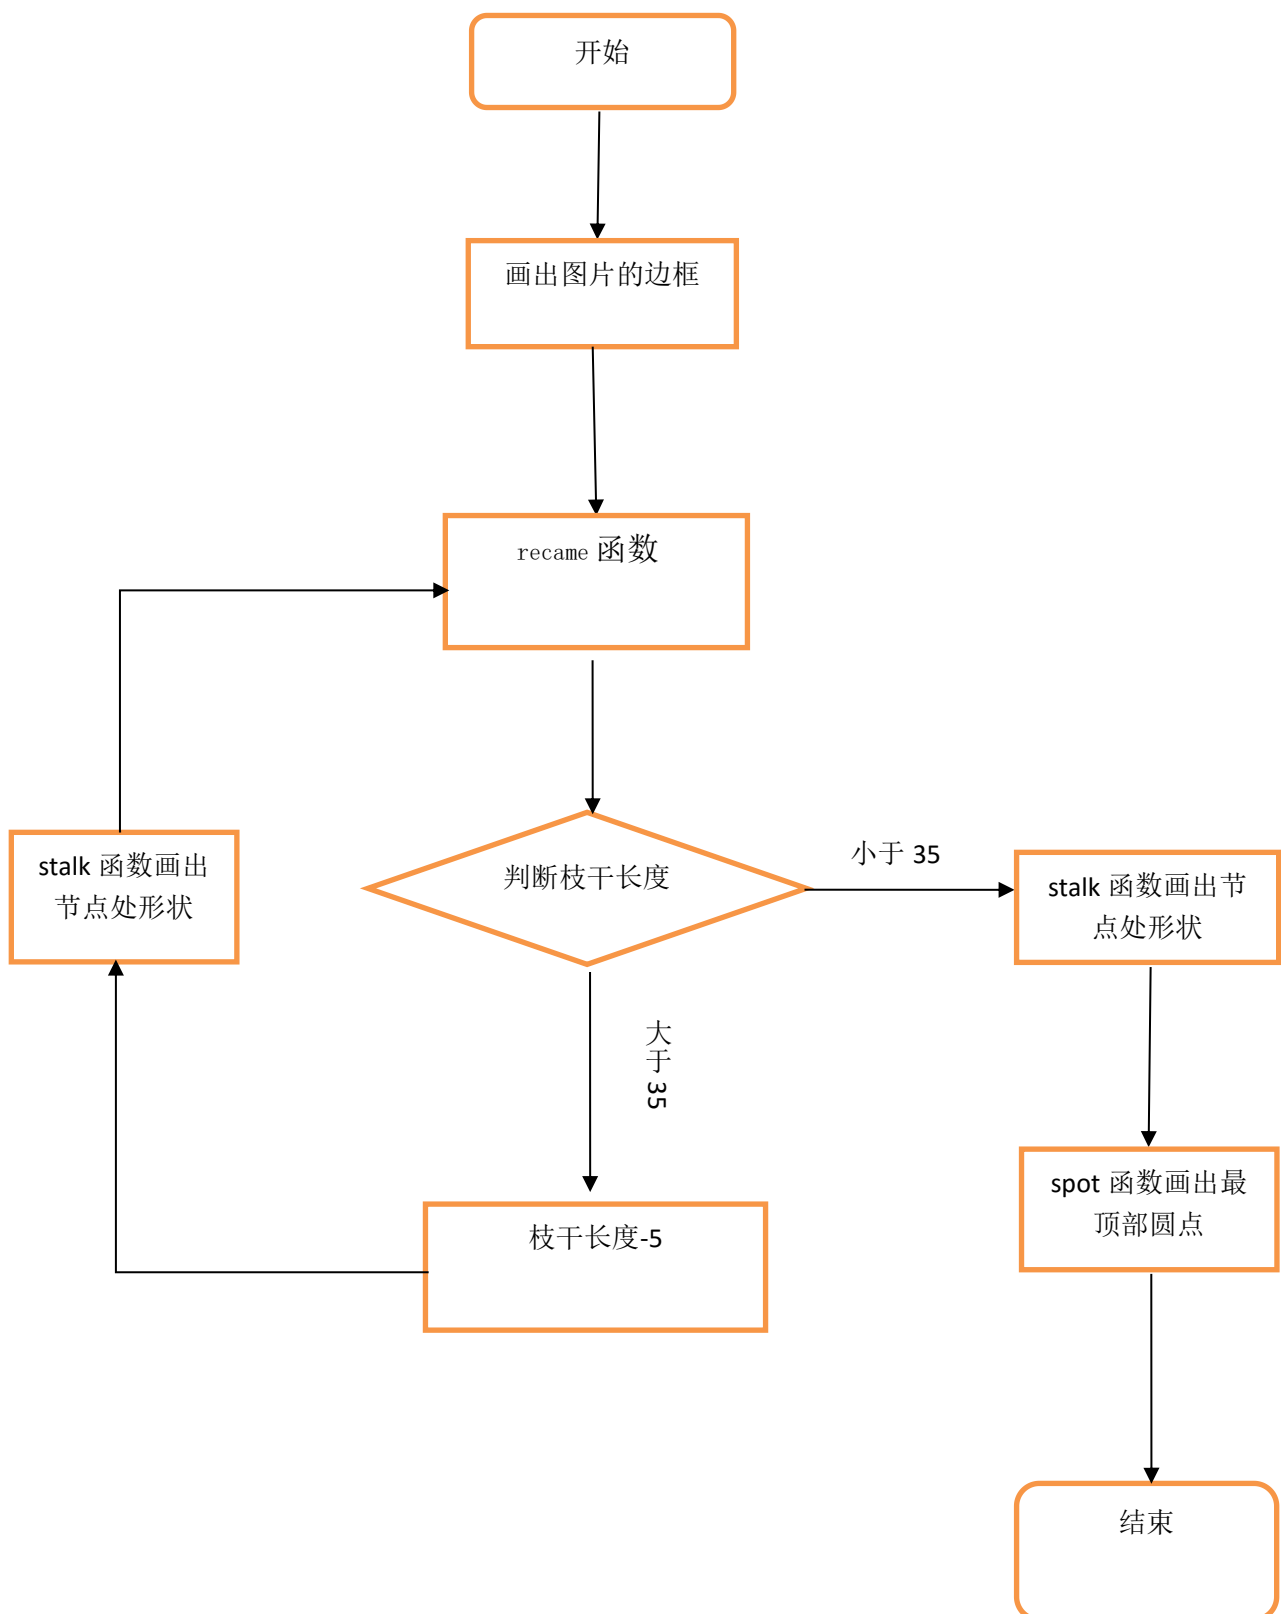 开始
画出图片的边框
recame 函数
stalk 函数画出
节点处形状
判断枝干长度
小于 35
stalk 函数画出节
点处形状
大于 35
spot 函数画出最
顶部圆点
枝干长度-5
结束